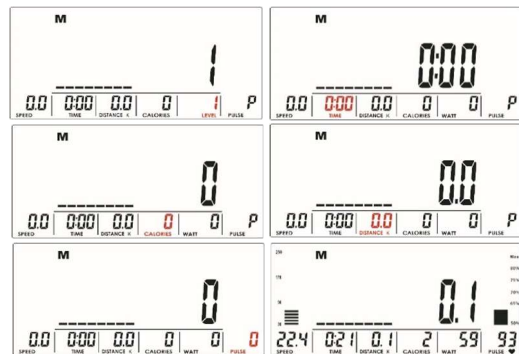 M
1
0.0 0:00 0.0 0 1 P
SPEED TIME DISTANCE K CALORIES LEVEL PULSE
M
0:00
0.0 0:00 0.0 0 0 P
SPEED TIME DISTANCE K CALORIES WATT PULSE
M
0
0.0 0:00 0.0 0 0 P
SPEED TIME DISTANCE K CALORIES WATT PULSE
M
0.0
0.0 0:00 0.0 0 0 P
SPEED TIME DISTANCE K CALORIES WATT PULSE
M
0
0.0 0:00 0.0 0 0 0
SPEED TIME DISTANCE K CALORIES WATT PULSE
M
0.1
22.4 0:21 0.1 2 59 93
SPEED TIME DISTANCE K CALORIES WATT PULSE